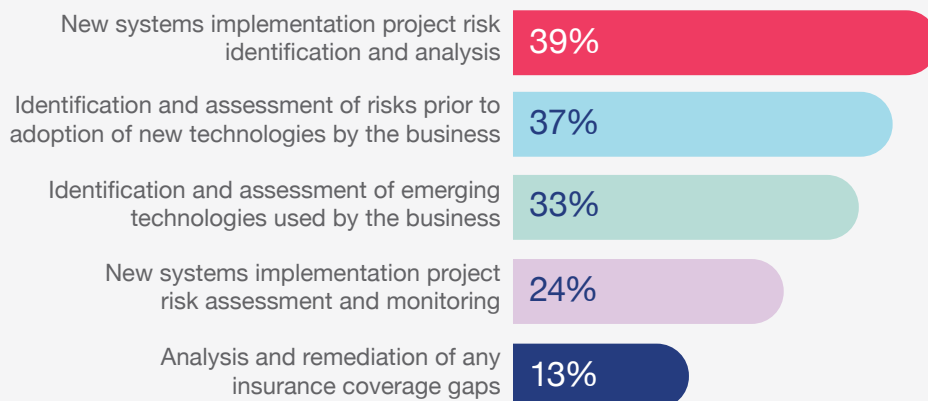 New systems implementation project risk
identification and analysis
39%
Identification and assessment of risks prior to
adoption of new technologies by the business
37%
Identification and assessment of emerging
technologies used by the business
33%
New systems implementation project
risk assessment and monitoring
24%
Analysis and remediation of any
insurance coverage gaps
13%